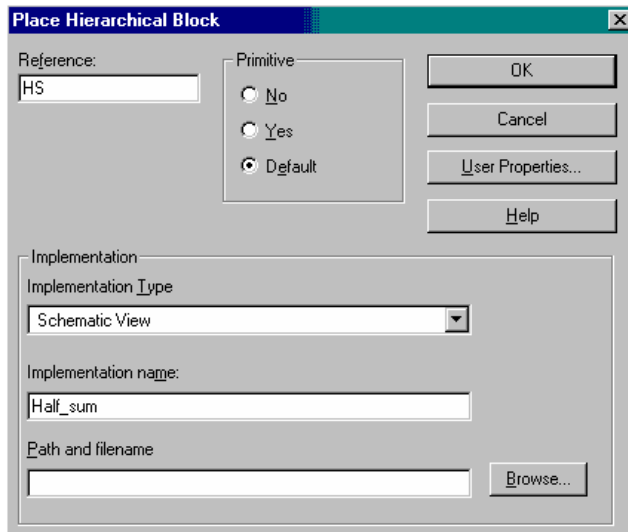 Place Hierarchical Block
Reference:
HS
Primitive
No
Yes
Default
OK
Cancel
User Properties...
Help
Implementation
Implementation Type
Schematic View
Implementation name:
Half_sum
Path and filename
Browse...